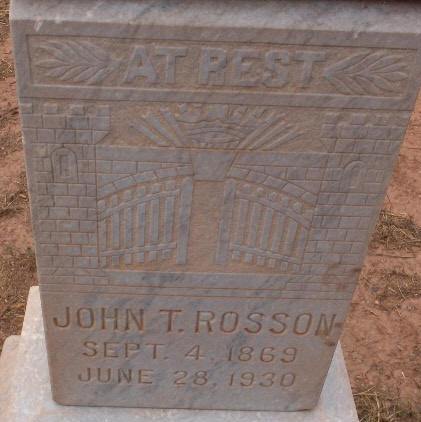 AT REST
JOHN T. ROSSON
SEPT. 4, 1869
JUNE 28, 1930